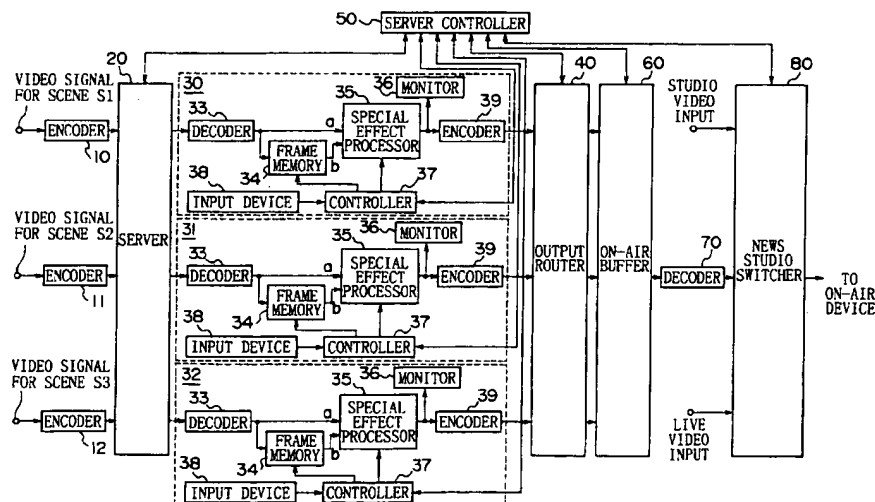 50
SERVER CONTROLLER
20
30
40
60
80
VIDEO SIGNAL
FOR SCENE S1
ENCODER
10
33
DECODER
a
FRAME
MEMORY
34
b
35
SPECIAL
EFFECT
PROCESSOR
36
MONITOR
39
ENCODER
38
INPUT DEVICE
37
CONTROLLER
STUDIO
VIDEO
INPUT
VIDEO SIGNAL
FOR SCENE S2
ENCODER
11
SERVER
31
33
DECODER
a
FRAME
MEMORY
34
b
35
SPECIAL
EFFECT
PROCESSOR
36
MONITOR
39
ENCODER
38
INPUT DEVICE
37
CONTROLLER
OUTPUT
ROUTER
ON-AIR
BUFFER
70
DECODER
NEWS
STUDIO
SWITCHER
TO
ON-AIR
DEVICE
VIDEO SIGNAL
FOR SCENE S3
ENCODER
12
32
33
DECODER
a
FRAME
MEMORY
34
b
35
SPECIAL
EFFECT
PROCESSOR
36
MONITOR
39
ENCODER
38
INPUT DEVICE
37
CONTROLLER
LIVE
VIDEO
INPUT